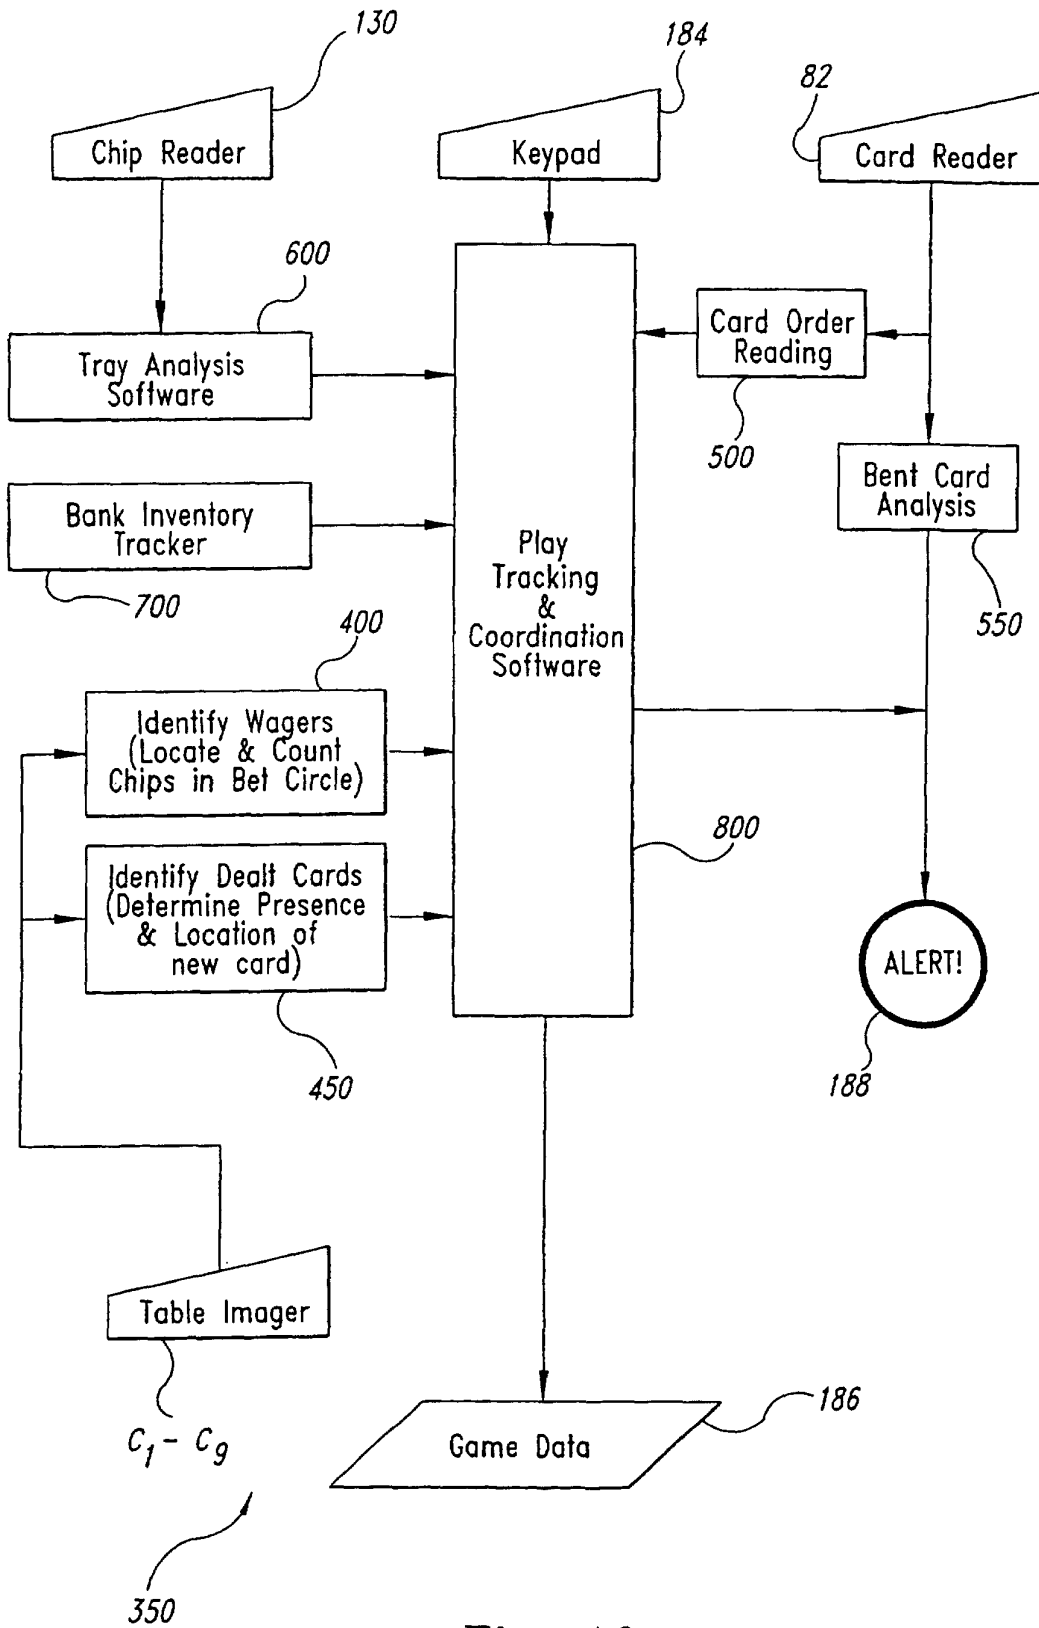 130
184
82
Chip Reader
Keypad
Card Reader
600
Tray Analysis
Software
Card Order
Reading
500
Bent Card
Analysis
550
Bank Inventory
Tracker
700
Play
Tracking
&
Coordination
Software
400
Identify Wagers
(Locate & Count
Chips in Bet Circle)
800
Identify Dealt Cards
(Determine Presence
& Location of
new card)
450
ALERT!
188
Table Imager
C1 - C9
186
Game Data
350